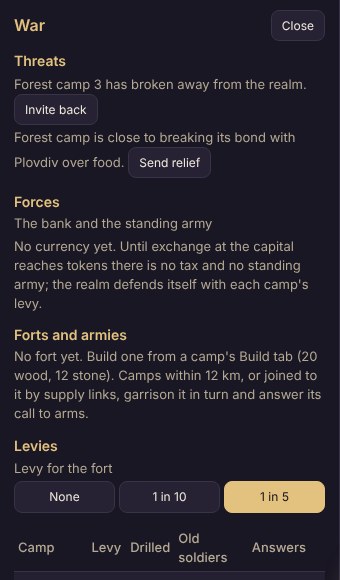 War
Close
Threats
Forest camp 3 has broken away from the realm.
Invite back
Forest camp is close to breaking its bond with
Plovdiv over food. Send relief
Forces
The bank and the standing army
No currency yet. Until exchange at the capital
reaches tokens there is no tax and no standing
army; the realm defends itself with each camp's
levy.
Forts and armies
No fort yet. Build one from a camp's Build tab (20
wood, 12 stone). Camps within 12 km, or joined to
it by supply links, garrison it in turn and answer its
call to arms.
Levies
Levy for the fort
None 1 in 10 1 in 5
Camp Levy Drilled Old soldiers Answers